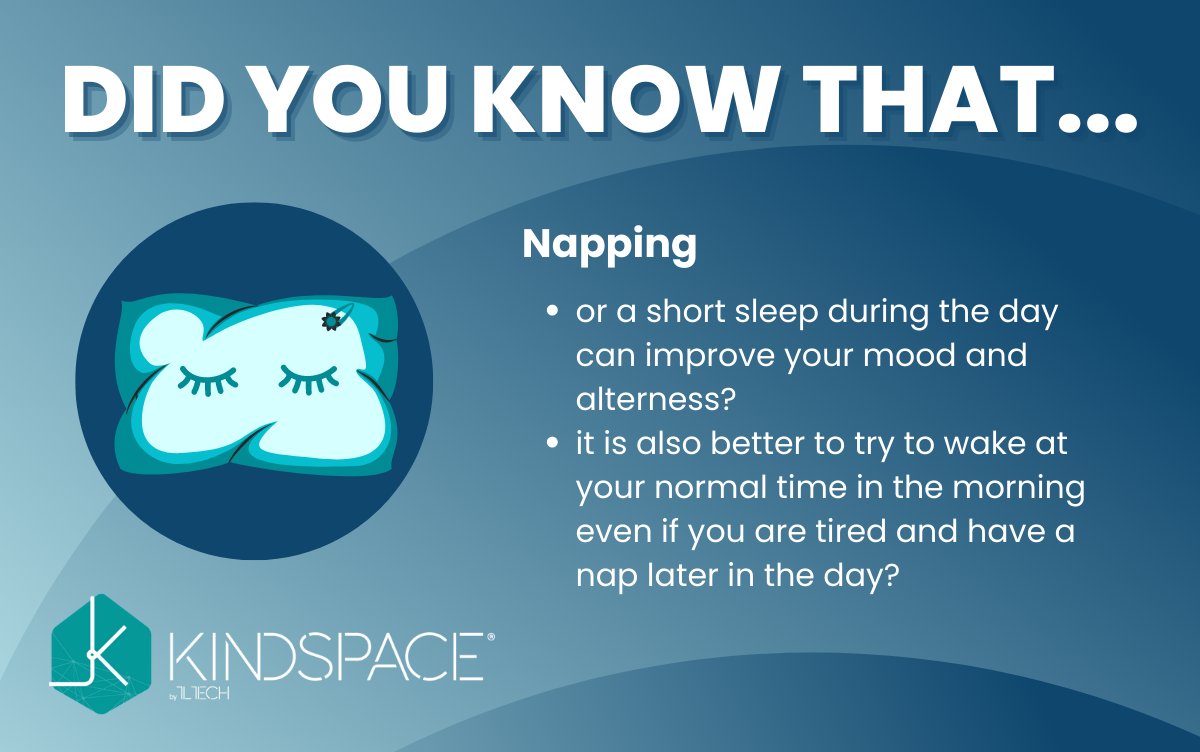 DID YOU KNOW THAT...
Napping
• or a short sleep during the day
can improve your mood and
alterness?
• it is also better to try to wake at
your normal time in the morning
even if you are tired and have a
nap later in the day?
KINDSPACE®
by TLTECH